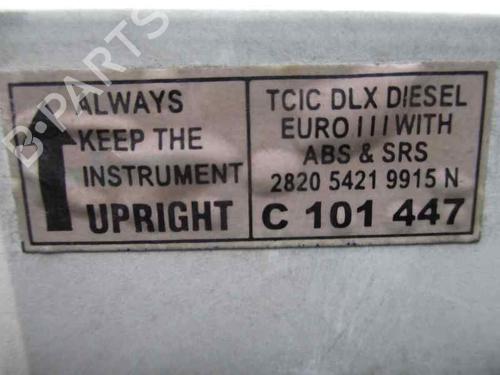 ALWAYS
KEEP THE
INSTRUMENT
UPRIGHT
TCIC DLX DIESEL
EURO III WITH
ABS & SRS
2820 5421 9915 N
C 101 447
B-PARTS